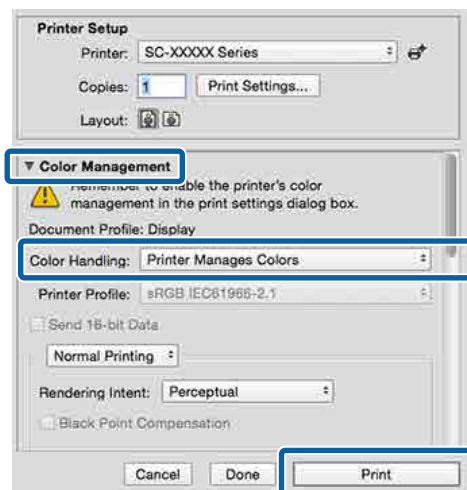 Printer Setup
Printer: SC-XXXXX Series
Copies: 1 Print Settings...
Layout:
▼ Color Management
Remember to enable the printer's color
management in the print settings dialog box.
Document Profile: Display
Color Handling: Printer Manages Colors
Printer Profile: sRGB IEC61966-2.1
Send 16-bit Data
Normal Printing
Rendering Intent: Perceptual
Black Point Compensation
Cancel Done Print